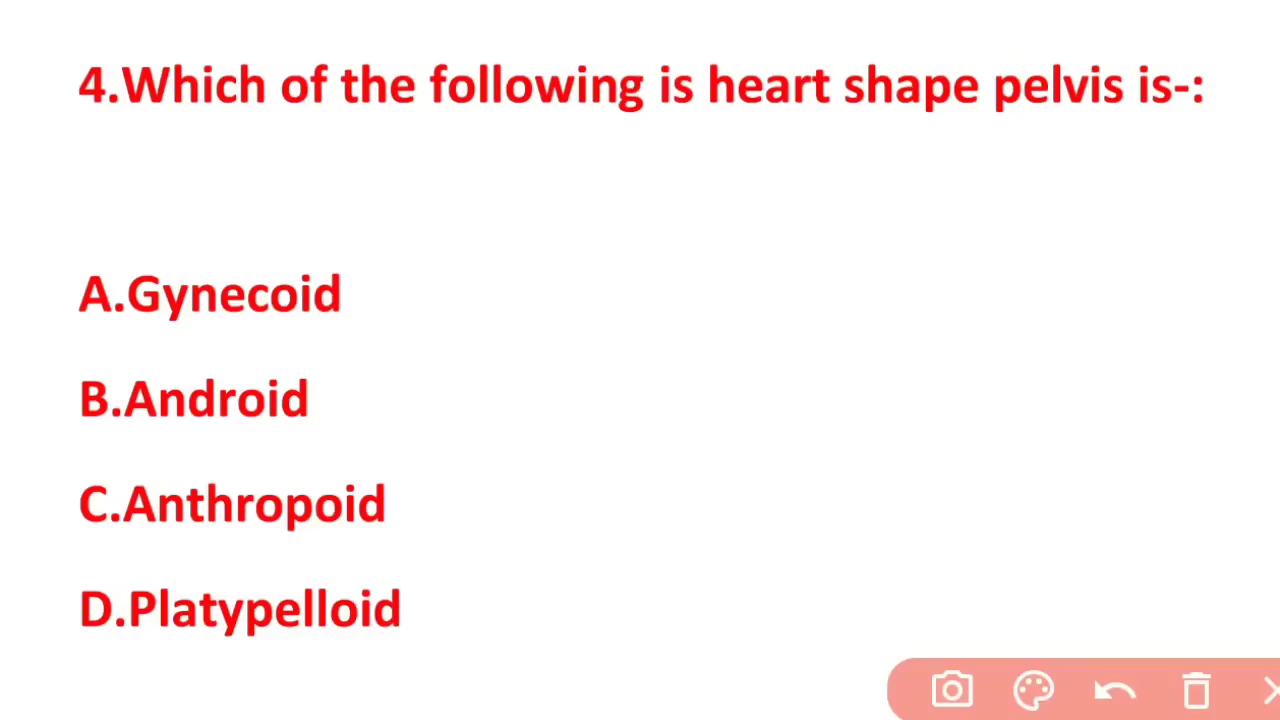 4.Which of the following is heart shape pelvis is-:
A.Gynecoid
B.Android
C.Anthropoid
D.Platypelloid